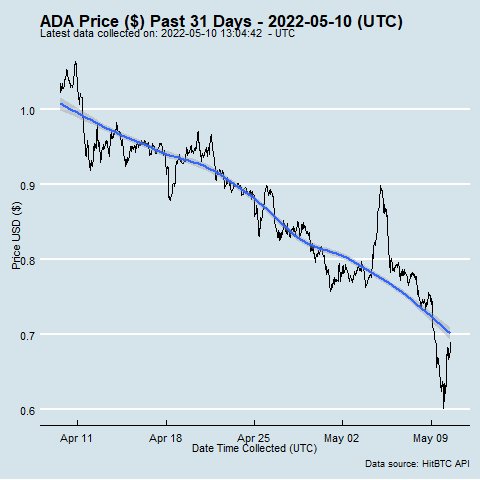 ADA Price ($) Past 31 Days - 2022-05-10 (UTC)
Latest data collected on: 2022-05-10 13:04:42  - UTC
1.0
0.9
0.8
0.7
0.6
Price USD ($)
Apr 11 Apr 18 Apr 25 May 02 May 09
Date Time Collected (UTC)
Data source: HitBTC API